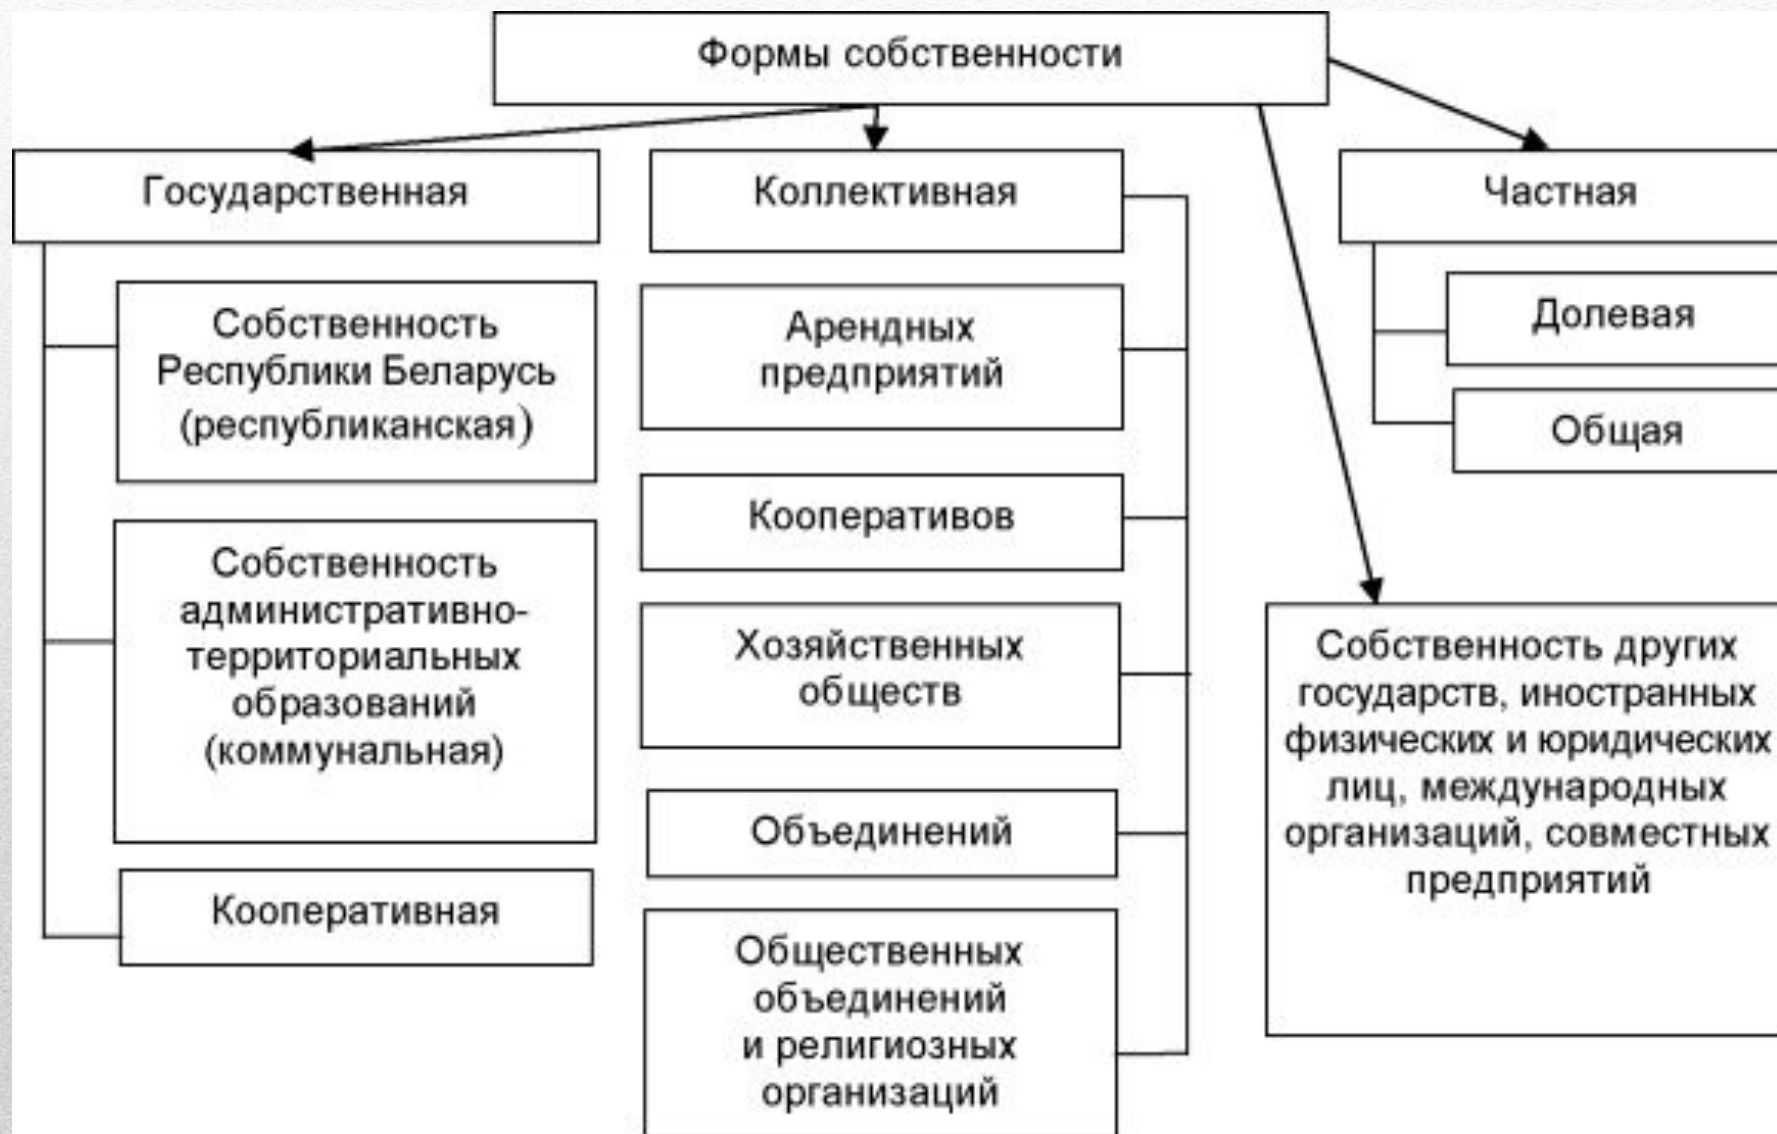 Формы собственности
Государственная
Собственность
Республики Беларусь
(республиканская)
Собственность
административно-
территориальных
образований
(коммунальная)
Кооперативная
Коллективная
Арендных
предприятий
Кооперативов
Хозяйственных
обществ
Объединений
Общественных
объединений
и религиозных
организаций
Частная
Долевая
Общая
Собственность других
государств, иностранных
физических и юридических
лиц, международных
организаций, совместных
предприятий